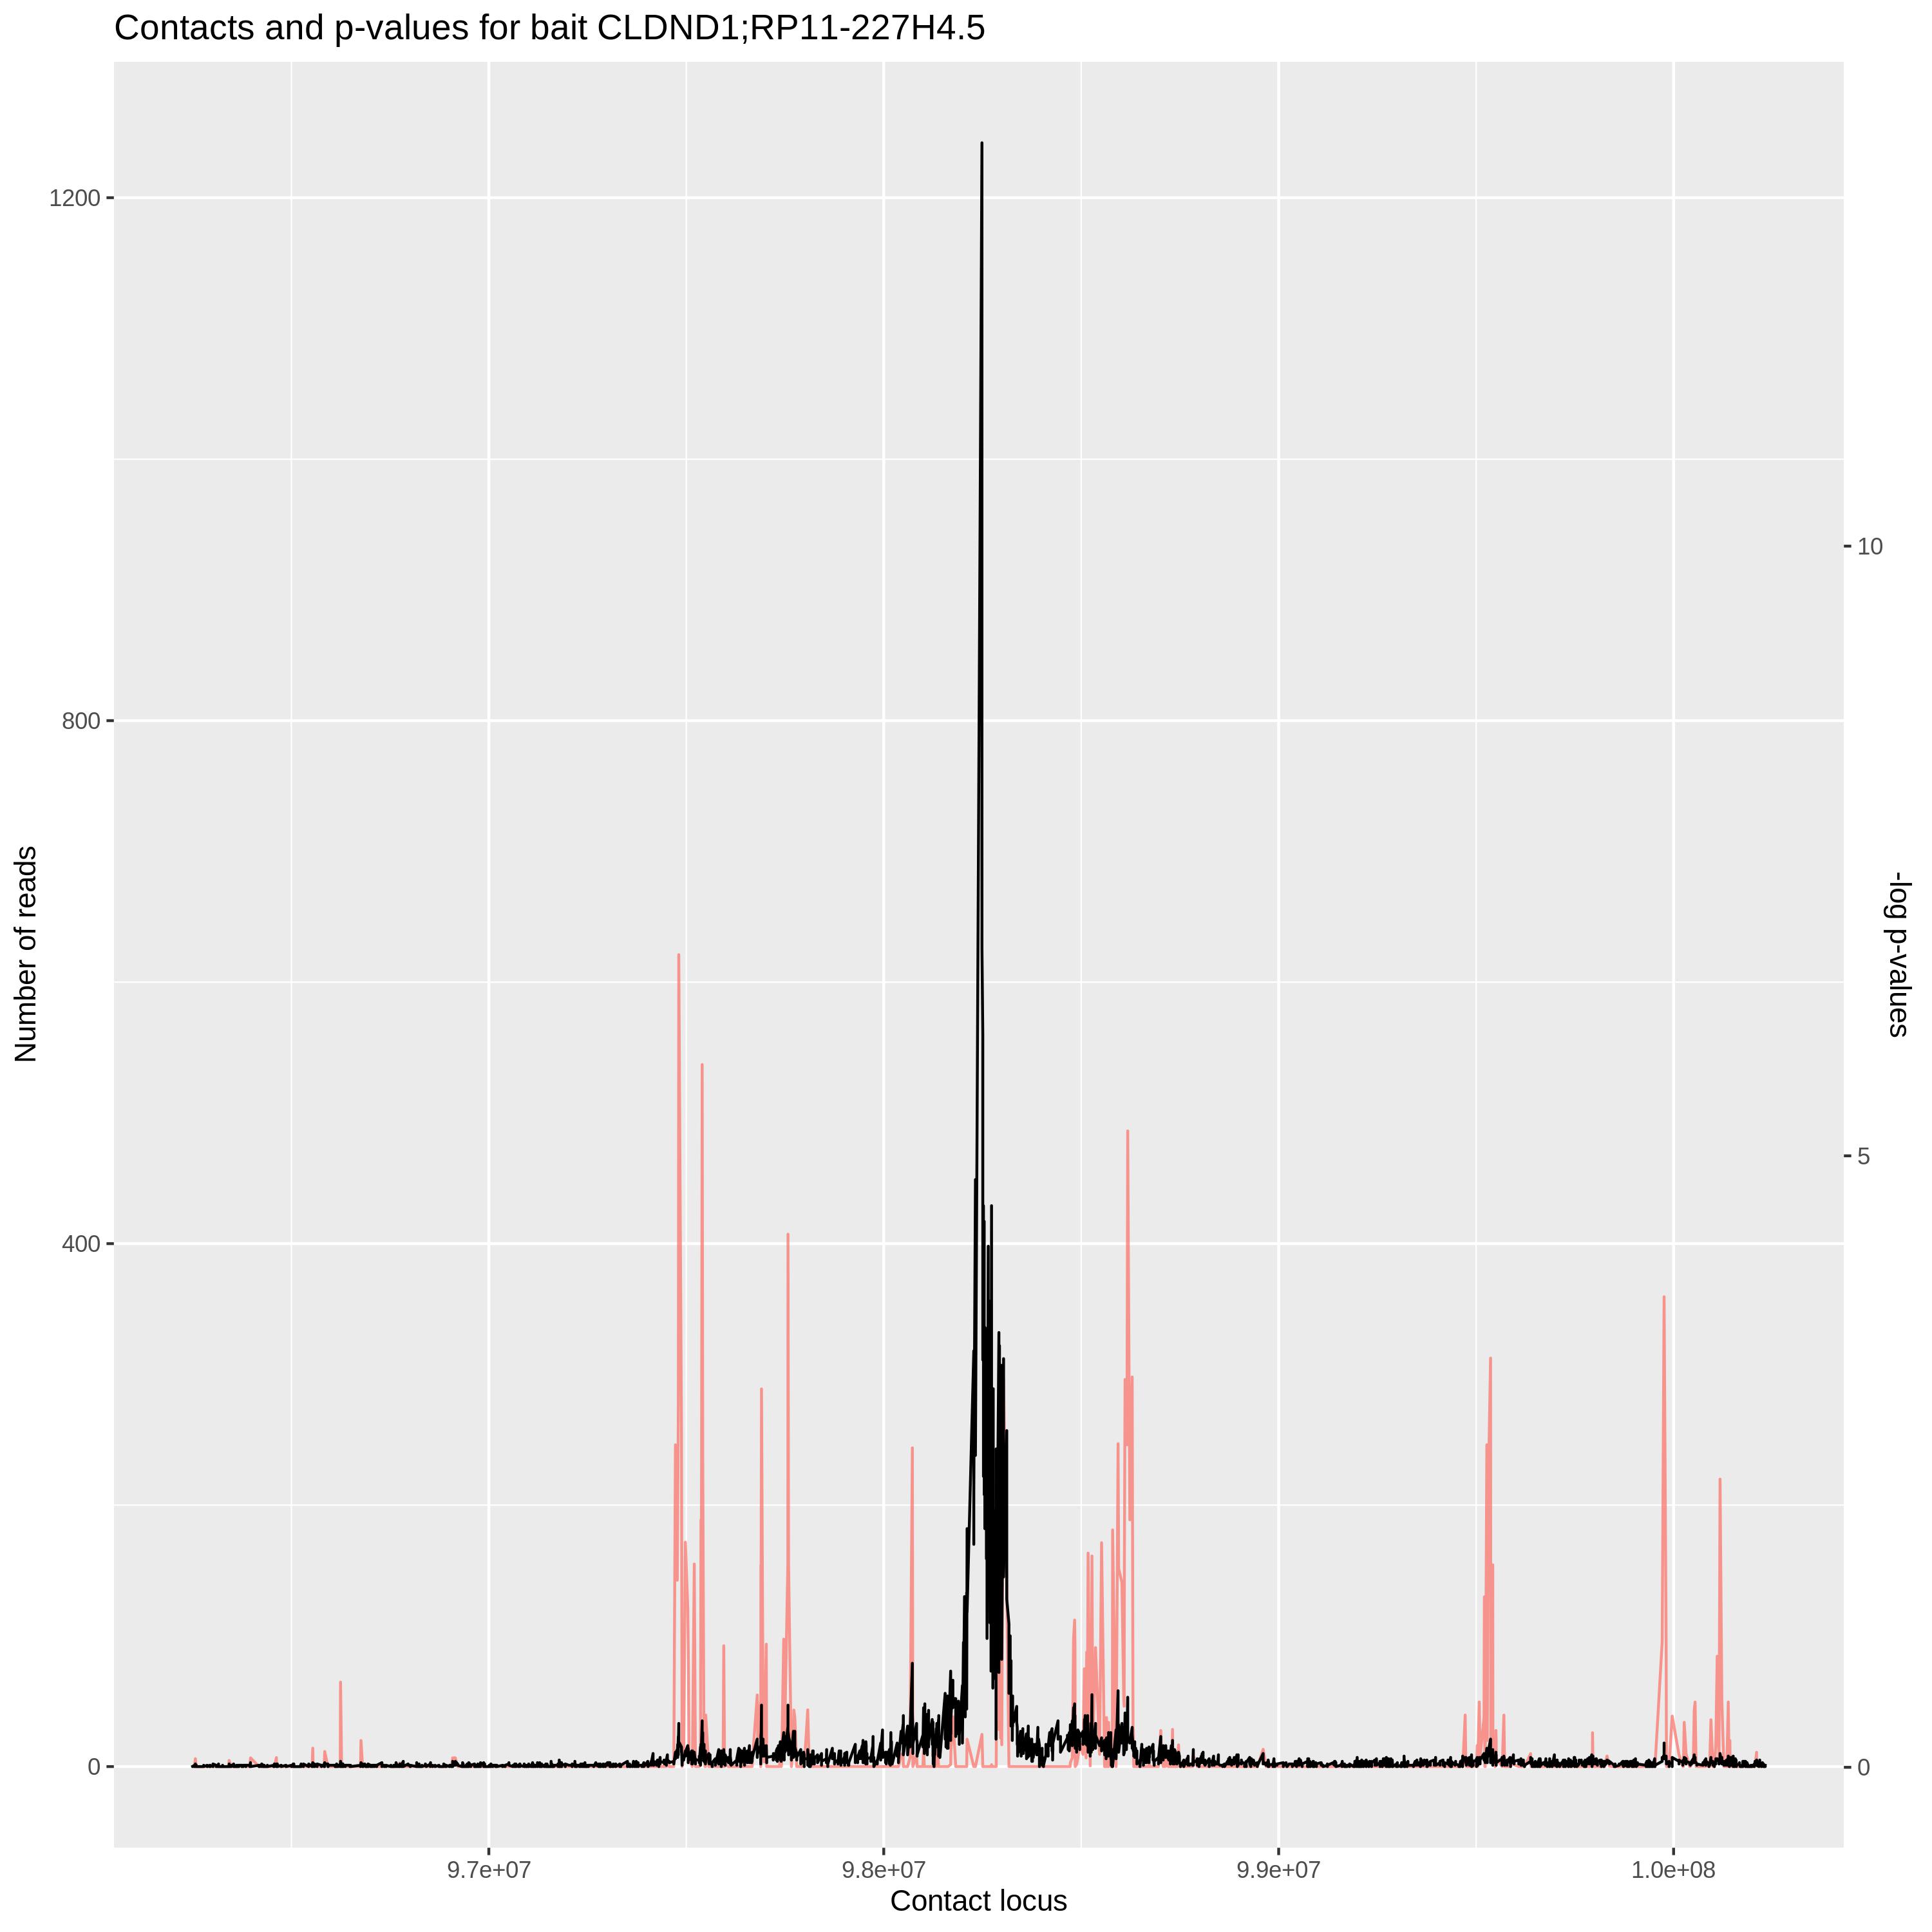 Contacts and p-values for bait CLDND1;RP11-227H4.5
1200
800
400
0
Number of reads
10
5
0
-log p-values
9.7e+07
9.8e+07
9.9e+07
1.0e+08
Contact locus